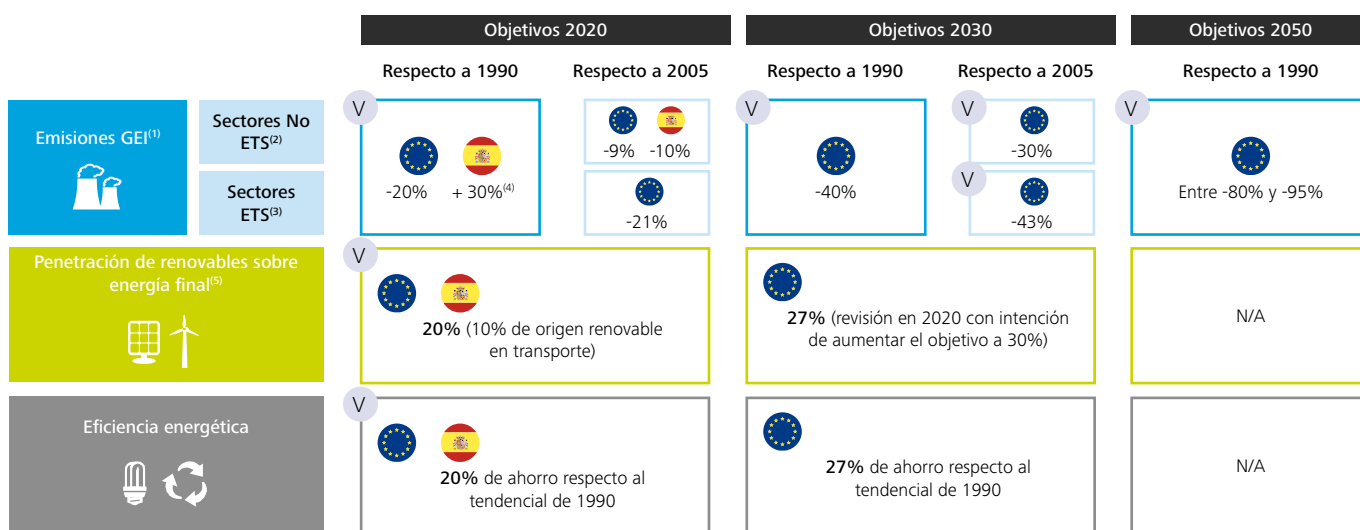 Objetivos 2020
Objetivos 2030
Objetivos 2050
Respecto a 1990
Respecto a 2005
Respecto a 1990
Respecto a 2005
Respecto a 1990
Emisiones GEI(1)
Sectores No
ETS(2)
Sectores
ETS(3)
V
-20%
+ 30%(4)
-9%
-10%
-21%
V
-40%
V
-30%
V
-43%
V
Entre -80% y -95%
Penetración de renovables sobre
energía final(5)
V
20% (10% de origen renovable
en transporte)
27% (revisión en 2020 con intención
de aumentar el objetivo a 30%)
N/A
Eficiencia energética
V
20% de ahorro respecto al
tendencial de 1990
27% de ahorro respecto al
tendencial de 1990
N/A